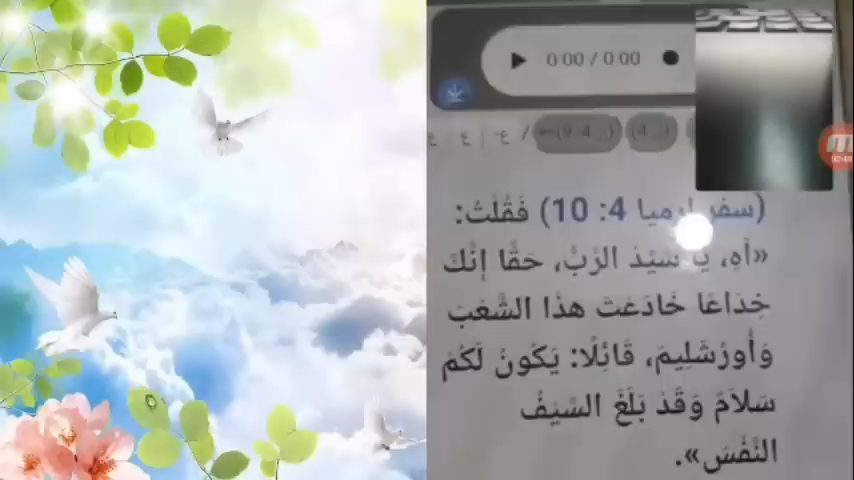 0:00 / 0:00
(سفر إرميا 4: 10) فَقُلْتُ:
«آهِ، يَا سَيِّدُ الرَّبُّ، حَقًّا إِنَّكَ
خِدَاعًا خَادَعْتَ هذَا الشَّعْبَ
وَأُورُشَلِيمَ، قَائِلًا: يَكُونُ لَكُمْ
سَلاَمٌ وَقَدْ بَلَغَ السَّيْفُ
النَّفْسَ».